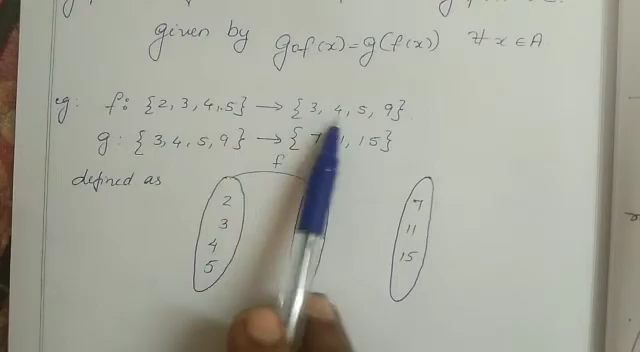 given by gof(x) = g(f(x)) ∀ x ∈ A
eg: f: {2, 3, 4, 5} → {3, 4, 5, 9}
g: {3, 4, 5, 9} → {7, 11, 15}
f
defined as
2
3
4
5
7
11
15